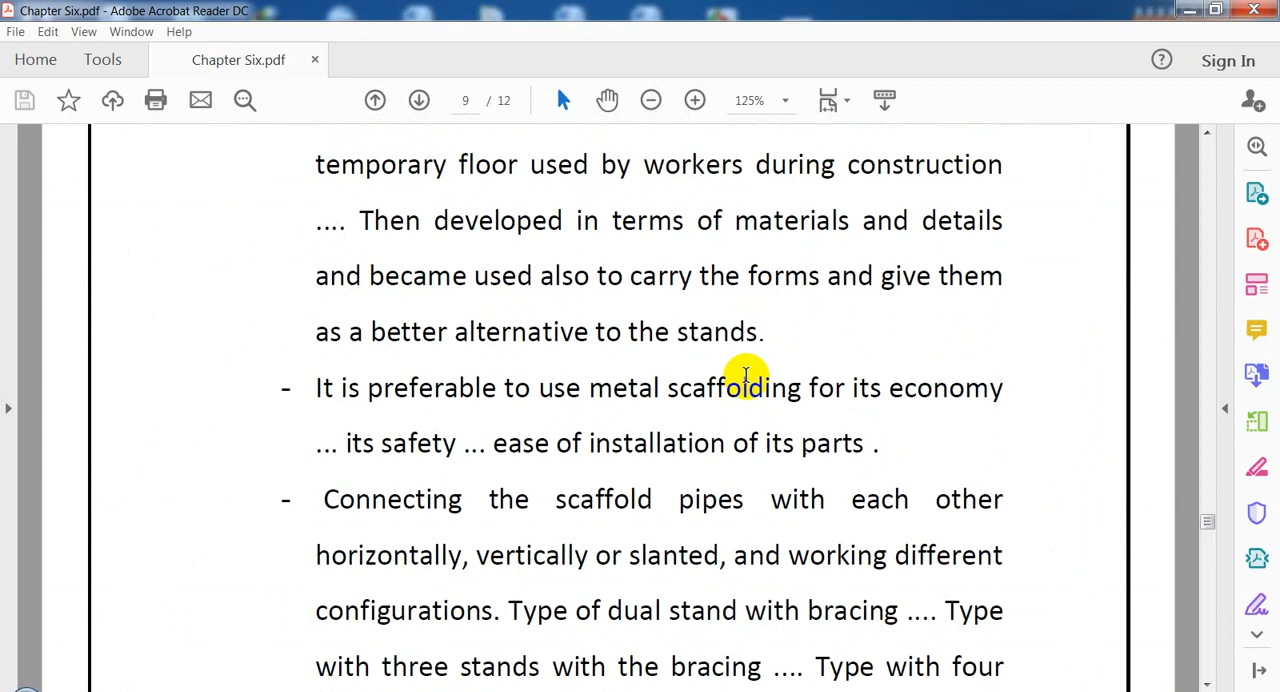 Chapter Six.pdf - Adobe Acrobat Reader DC
File Edit View Window Help
Home Tools Chapter Six.pdf × Sign In
9 / 12 125%
temporary floor used by workers during construction
.... Then developed in terms of materials and details
and became used also to carry the forms and give them
as a better alternative to the stands.
- It is preferable to use metal scaffolding for its economy
... its safety ... ease of installation of its parts .
- Connecting the scaffold pipes with each other
horizontally, vertically or slanted, and working different
configurations. Type of dual stand with bracing .... Type
with three stands with the bracing .... Type with four